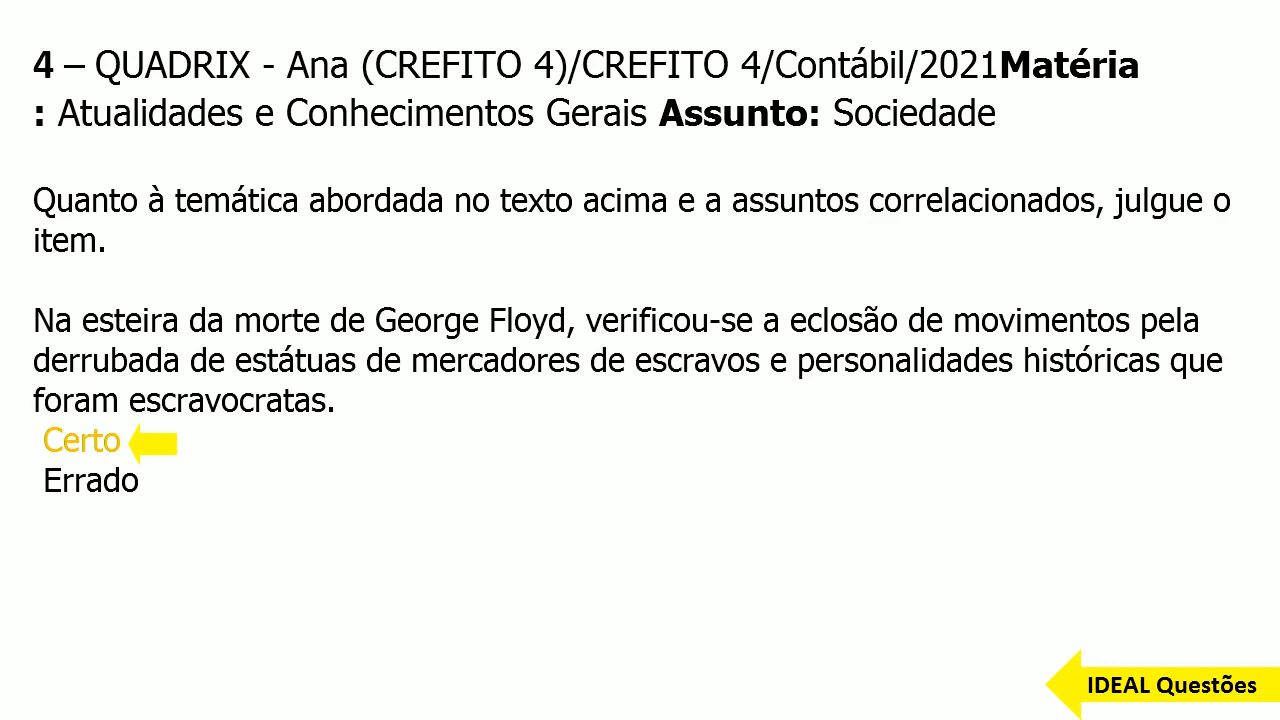 4 – QUADRIX - Ana (CREFITO 4)/CREFITO 4/Contábil/2021Matéria
: Atualidades e Conhecimentos Gerais Assunto: Sociedade
Quanto à temática abordada no texto acima e a assuntos correlacionados, julgue o
item.
Na esteira da morte de George Floyd, verificou-se a eclosão de movimentos pela
derrubada de estátuas de mercadores de escravos e personalidades históricas que
foram escravocratas.
Certo
Errado
IDEAL Questões